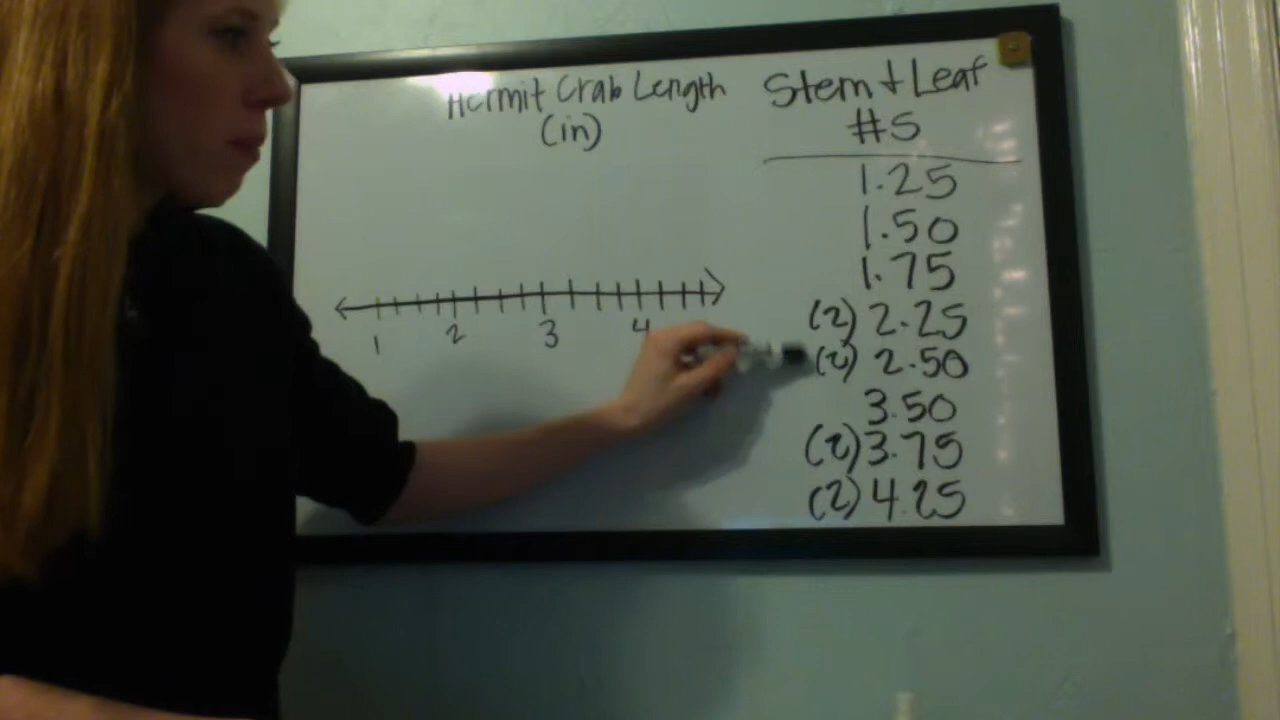 Hermit Crab Length
(in)
1 2 3 4
Stem + Leaf
#s
1.25
1.50
1.75
(2) 2.25
(2) 2.50
3.50
(2) 3.75
(2) 4.25